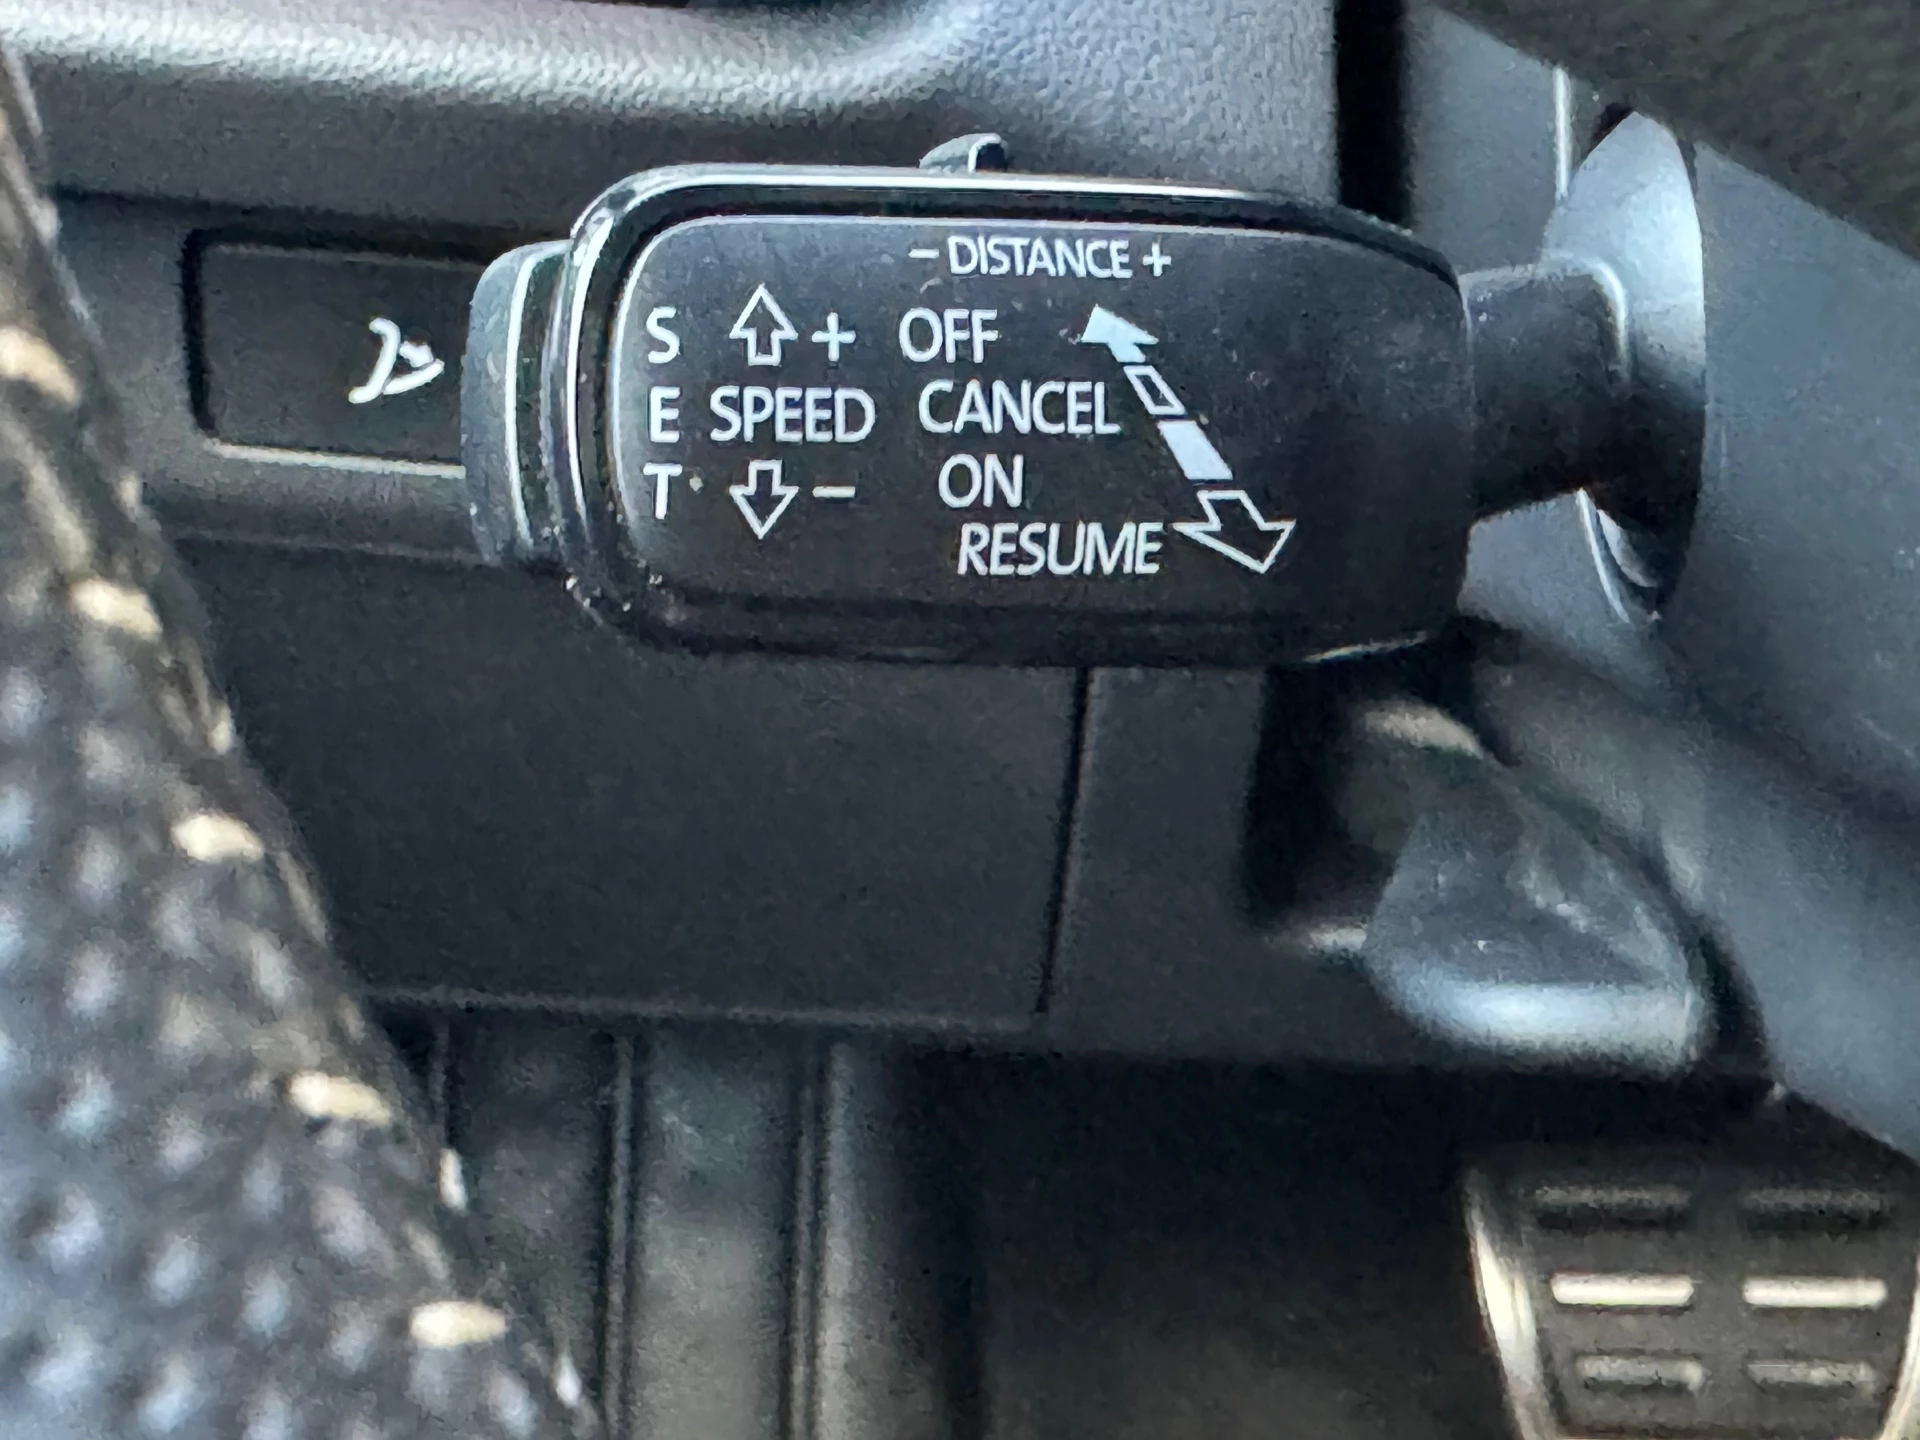 − DISTANCE +
S ⇧ + OFF
E SPEED CANCEL
T ⇩ − ON
RESUME